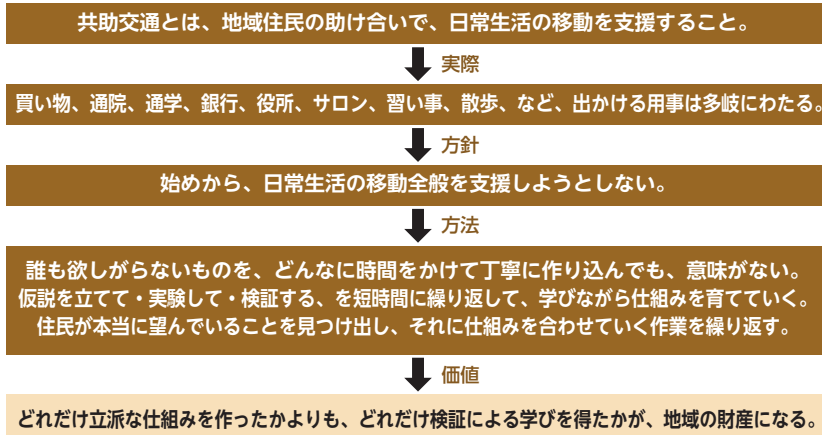 共助交通とは、地域住民の助け合いで、日常生活の移動を支援すること。
実際
買い物、通院、通学、銀行、役所、サロン、習い事、散歩、など、出かける用事は多岐にわたる。
方針
始めから、日常生活の移動全般を支援しようとしない。
方法
誰も欲しがらないものを、どんなに時間をかけて丁寧に作り込んでも、意味がない。
仮説を立てて・実験して・検証する、を短時間に繰り返して、学びながら仕組みを育てていく。
住民が本当に望んでいることを見つけ出し、それに仕組みを合わせていく作業を繰り返す。
価値
どれだけ立派な仕組みを作ったかよりも、どれだけ検証による学びを得たかが、地域の財産になる。